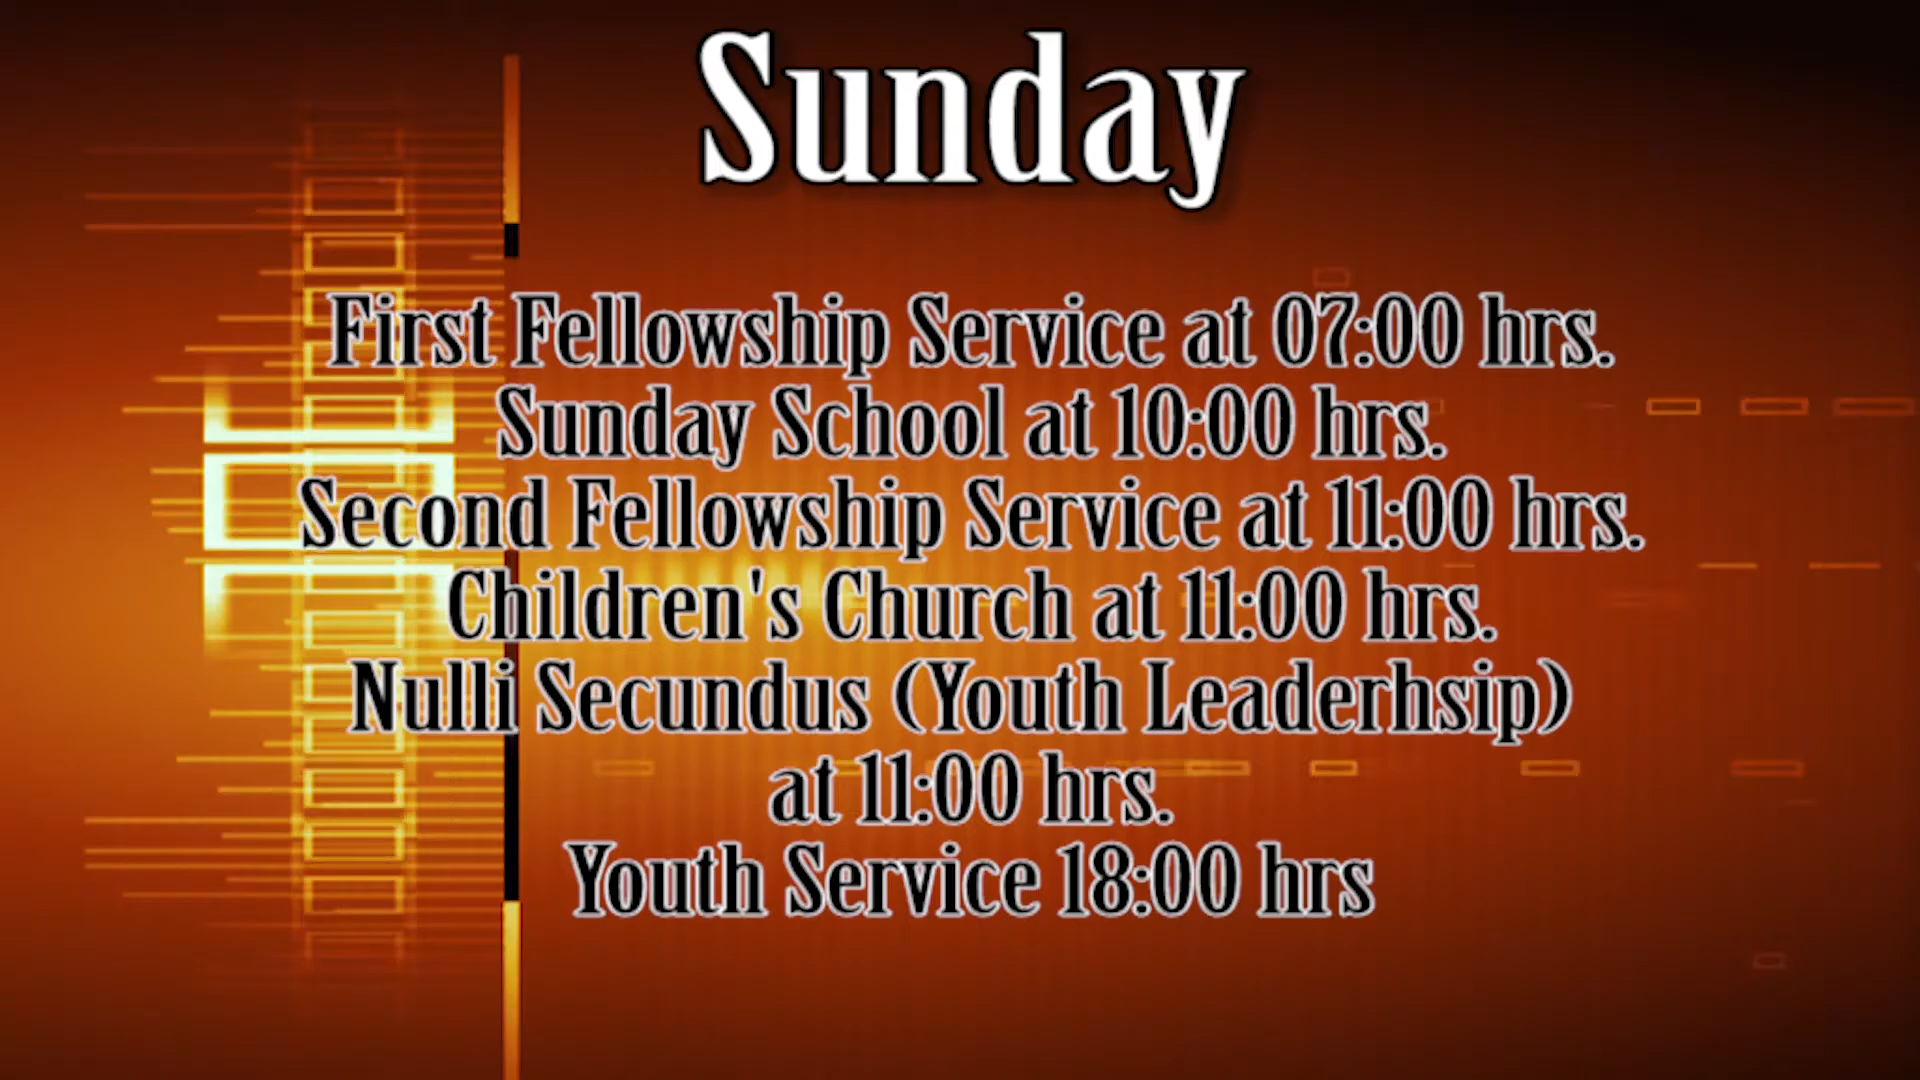 Sunday
First Fellowship Service at 07:00 hrs.
Sunday School at 10:00 hrs.
Second Fellowship Service at 11:00 hrs.
Children's Church at 11:00 hrs.
Nulli Secundus (Youth Leaderhsip)
at 11:00 hrs.
Youth Service 18:00 hrs